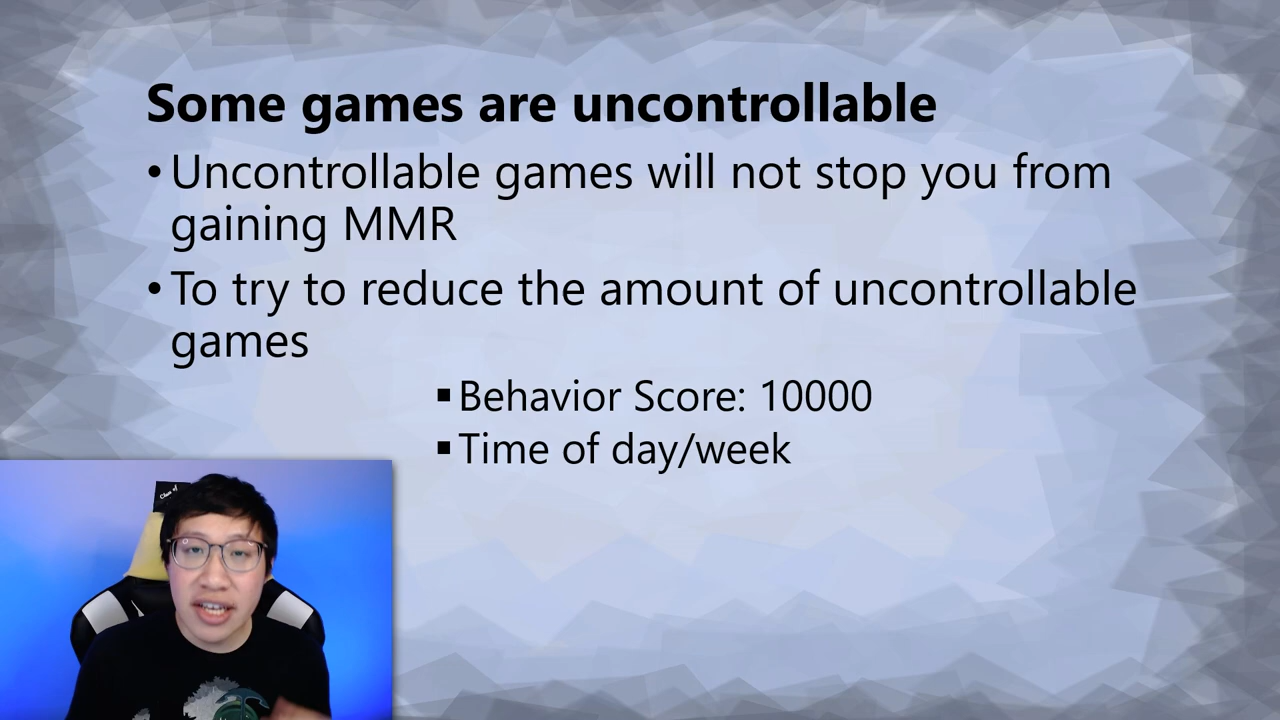 Some games are uncontrollable
•Uncontrollable games will not stop you from
gaining MMR
•To try to reduce the amount of uncontrollable
games
▪Behavior Score: 10000
▪Time of day/week